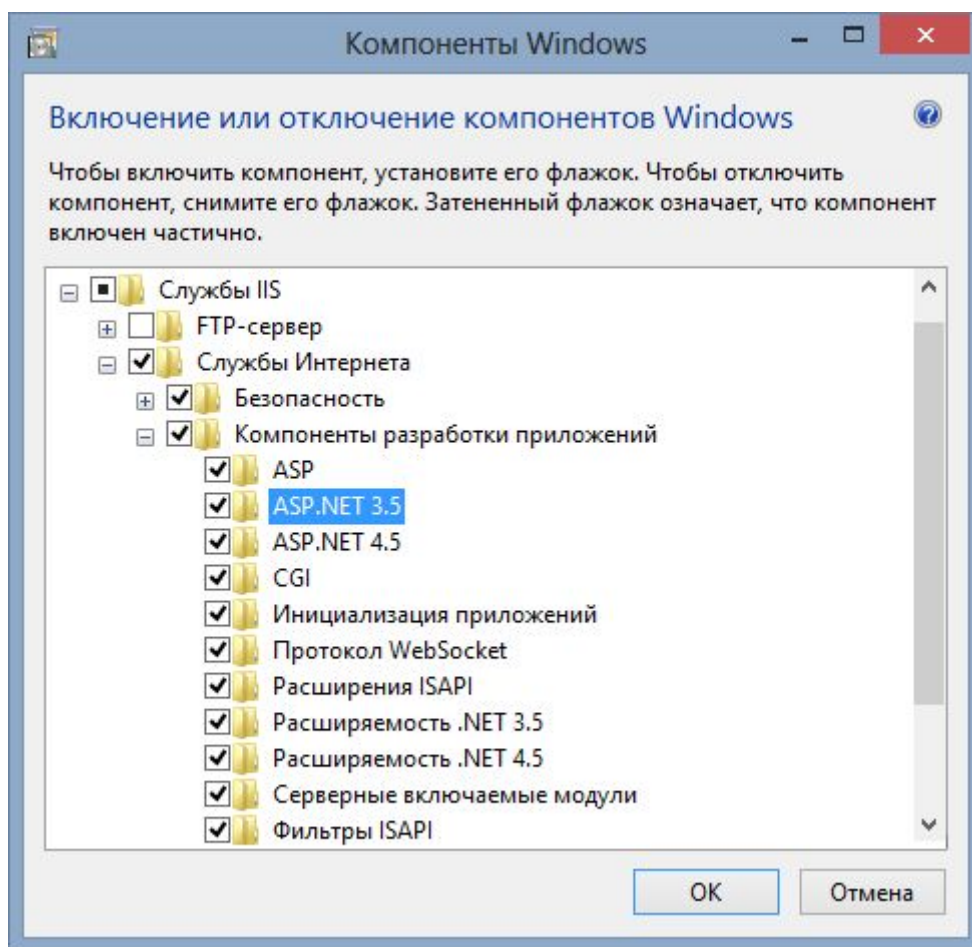 Компоненты Windows
Включение или отключение компонентов Windows
Чтобы включить компонент, установите его флажок. Чтобы отключить
компонент, снимите его флажок. Затененный флажок означает, что компонент
включен частично.
Службы IIS
FTP-сервер
Службы Интернета
Безопасность
Компоненты разработки приложений
ASP
ASP.NET 3.5
ASP.NET 4.5
CGI
Инициализация приложений
Протокол WebSocket
Расширения ISAPI
Расширяемость .NET 3.5
Расширяемость .NET 4.5
Серверные включаемые модули
Фильтры ISAPI
ОК Отмена